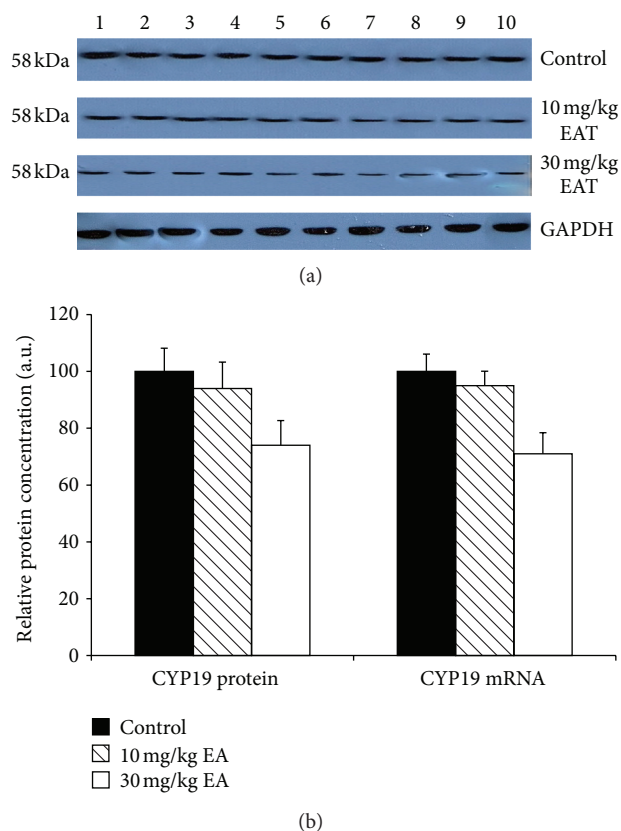 1 2 3 4 5 6 7 8 9 10
58 kDa Control
58 kDa 10 mg/kg
EAT
58 kDa 30 mg/kg
EAT
GAPDH
(a)
Relative protein concentration (a.u.)
120
100
80
60
40
20
0
CYP19 protein CYP19 mRNA
Control
10 mg/kg EA
30 mg/kg EA
(b)